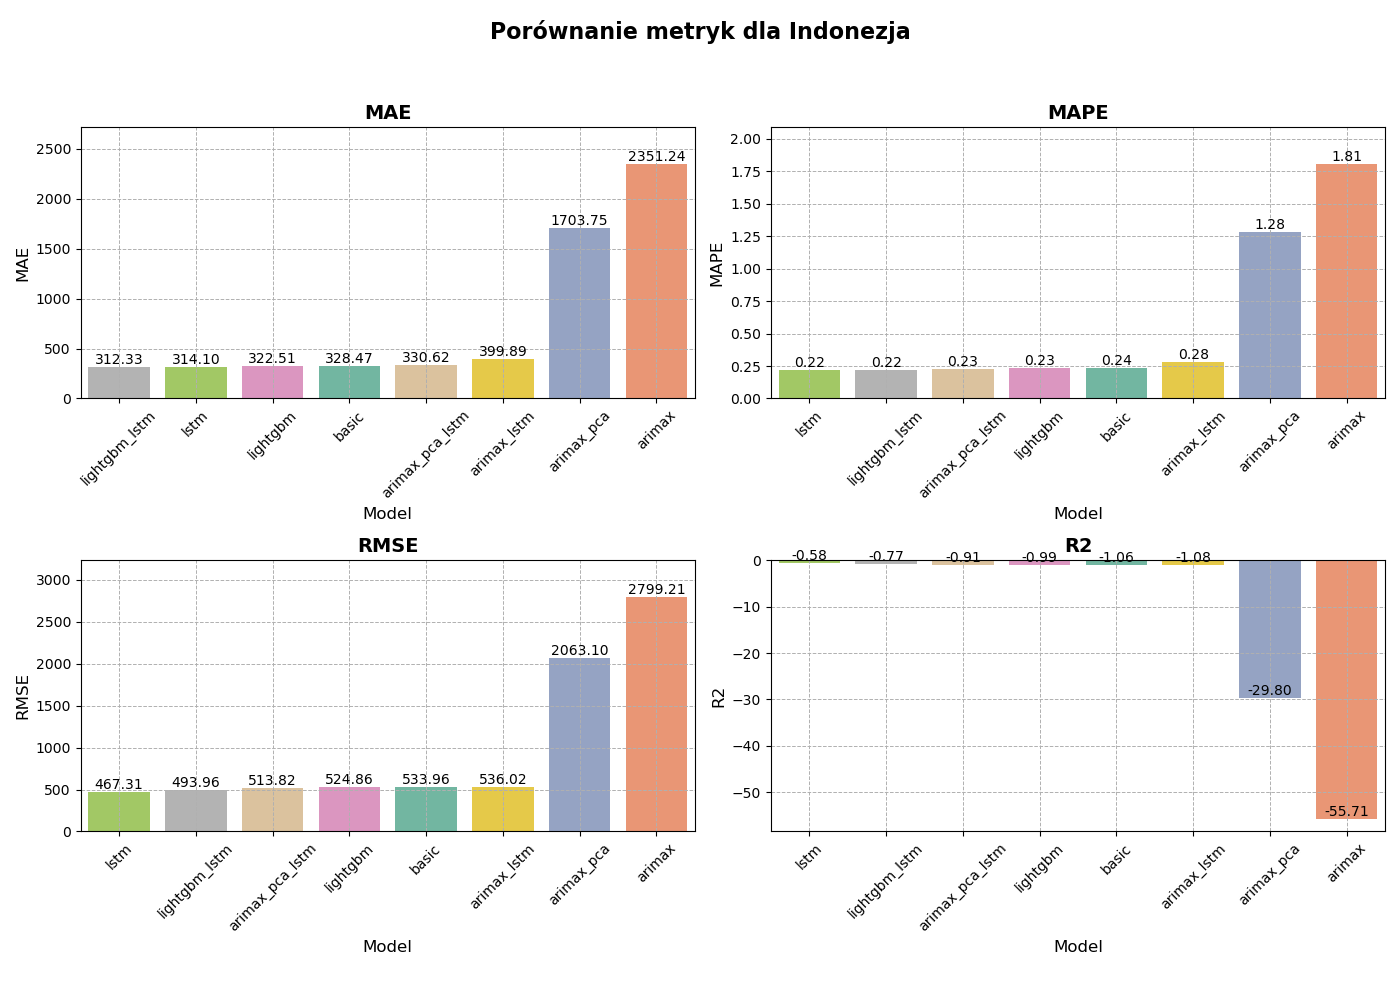 Porównanie metryk dla Indonezja
MAE
MAE
2500
2000
1500
1000
500
0
312.33
314.10
322.51
328.47
330.62
399.89
1703.75
2351.24
lightgbm_lstm
lstm
lightgbm
basic
arimax_pca_lstm
arimax_lstm
arimax_pca
arimax
Model
MAPE
MAPE
2.00
1.75
1.50
1.25
1.00
0.75
0.50
0.25
0.00
0.22
0.22
0.23
0.23
0.24
0.28
1.28
1.81
lstm
lightgbm_lstm
arimax_pca_lstm
lightgbm
basic
arimax_lstm
arimax_pca
arimax
Model
RMSE
RMSE
3000
2500
2000
1500
1000
500
0
467.31
493.96
513.82
524.86
533.96
536.02
2063.10
2799.21
lstm
lightgbm_lstm
arimax_pca_lstm
lightgbm
basic
arimax_lstm
arimax_pca
arimax
Model
R2
R2
0
−10
−20
−30
−40
−50
-0.58
-0.77
-0.91
-0.99
-1.06
-1.08
-29.80
-55.71
lstm
lightgbm_lstm
arimax_pca_lstm
lightgbm
basic
arimax_lstm
arimax_pca
arimax
Model